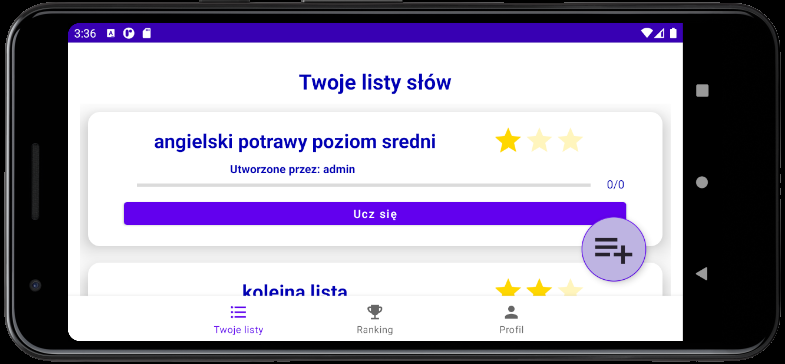 3:36
Twoje listy słów
angielski potrawy poziom sredni
Utworzone przez: admin
0/0
Ucz się
kolejna lista
Twoje listy
Ranking
Profil